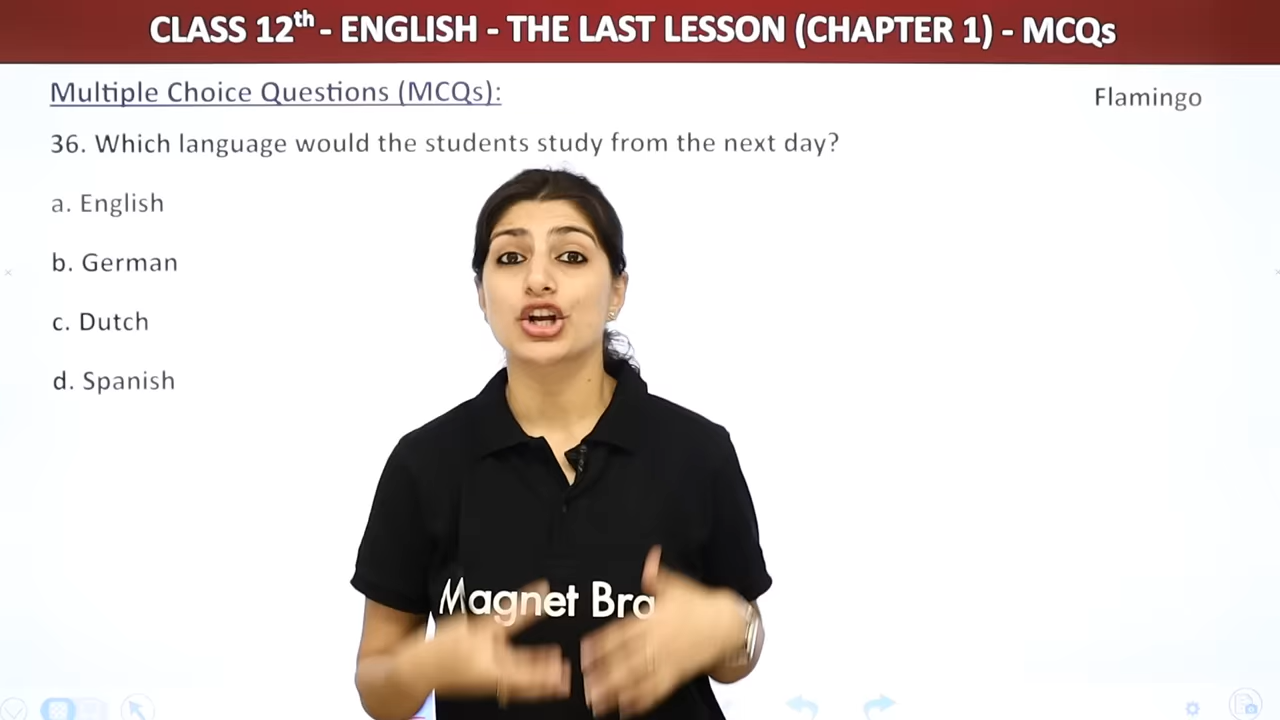 CLASS 12th - ENGLISH - THE LAST LESSON (CHAPTER 1) - MCQs
Multiple Choice Questions (MCQs):
Flamingo
36. Which language would the students study from the next day?
a. English
b. German
c. Dutch
d. Spanish
Magnet Bra